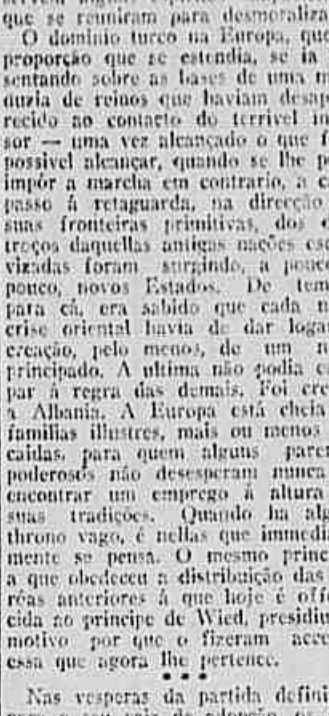 que se reuniram para desmoraliza
O dominio turco na Europa, que
proporção que se estendia, se ia
sentando sobre as bases de uma m
duzia de reinos que haviam desap
recido ao contacto do terrivel in
sor — uma vez alcançado o que f
possivel alcançar, quando se lhe p
impôr a marcha em contrario, a c
passo á retaguarda, na direcção
suas fronteiras primitivas, dos d
troços daquellas antigas nações esc
vizadas foram surgindo, a pouco
pouco, novos Estados. De tem
para cá, era sabido que cada n
crise oriental havia de dar logar
creação, pelo menos, de um n
principado. A ultima não podia e
par á regra das demais. Foi cre
a Albania. A Europa está cheia
familias illustres, mais ou menos
caidas, para quem alguns paren
poderosos não desesperam nunca
encontrar um emprego á altura
suas tradições. Quando ha alg
throno vago, é nellas que immedia
mente se pensa. O mesmo princ
a que obedeceu a distribuição das
rôas anteriores á que hoje é offe
cida ao principe de Wied, presidiu
motivo por que o fizeram acce
essa que agora lhe pertence.
* * *
Nas vesperas da partida defini